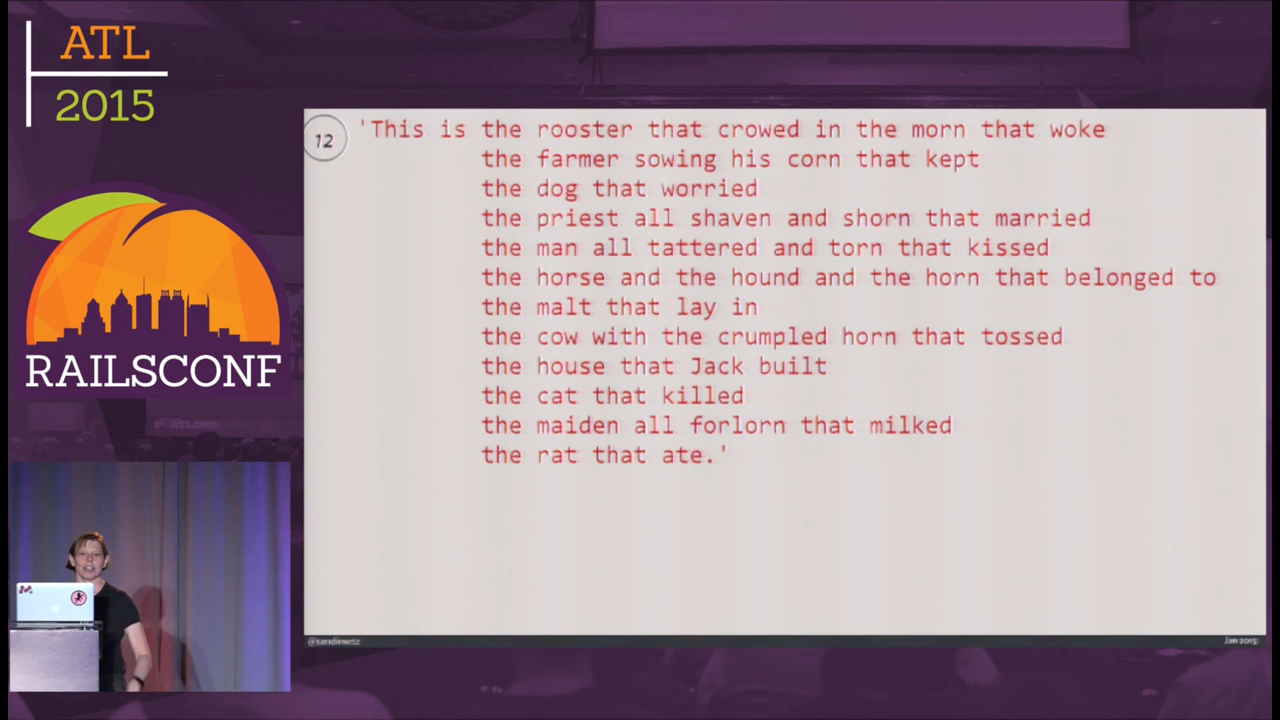 ATL
2015
RAILSCONF
12
'This is the rooster that crowed in the morn that woke
the farmer sowing his corn that kept
the dog that worried
the priest all shaven and shorn that married
the man all tattered and torn that kissed
the horse and the hound and the horn that belonged to
the malt that lay in
the cow with the crumpled horn that tossed
the house that Jack built
the cat that killed
the maiden all forlorn that milked
the rat that ate.'
@sandimetz
Jan 2015